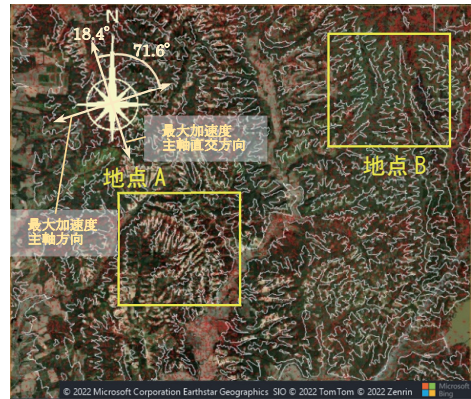 N
18.4°
71.6°
最大加速度
主軸直交方向
地点 A
地点 B
最大加速度
主軸方向
© 2022 Microsoft Corporation Earthstar Geographics SIO © 2022 TomTom © 2022 Zenrin
Microsoft
Bing